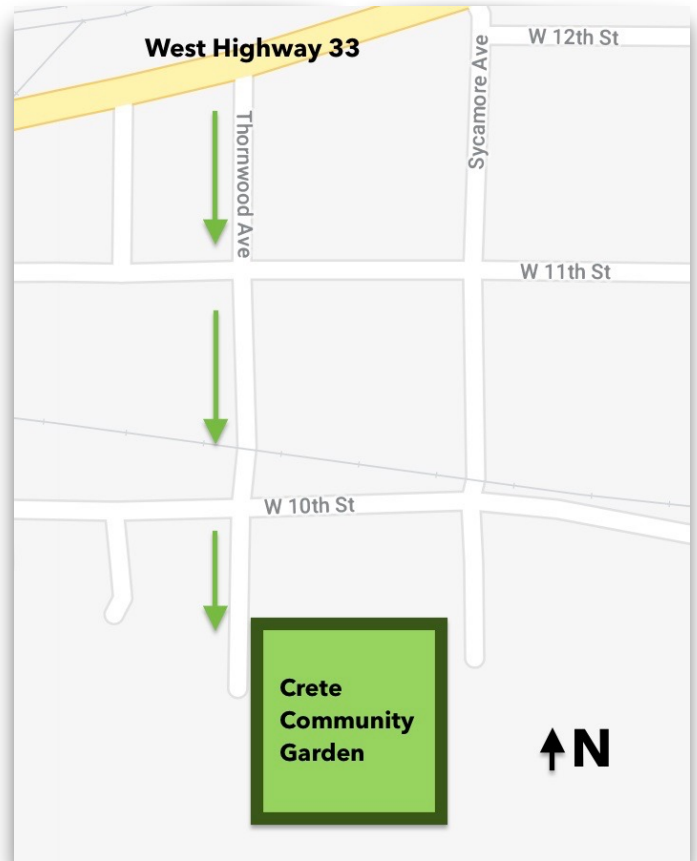 West Highway 33
W 12th St
Sycamore Ave
Thornwood Ave
W 11th St
W 10th St
Crete
Community
Garden
N